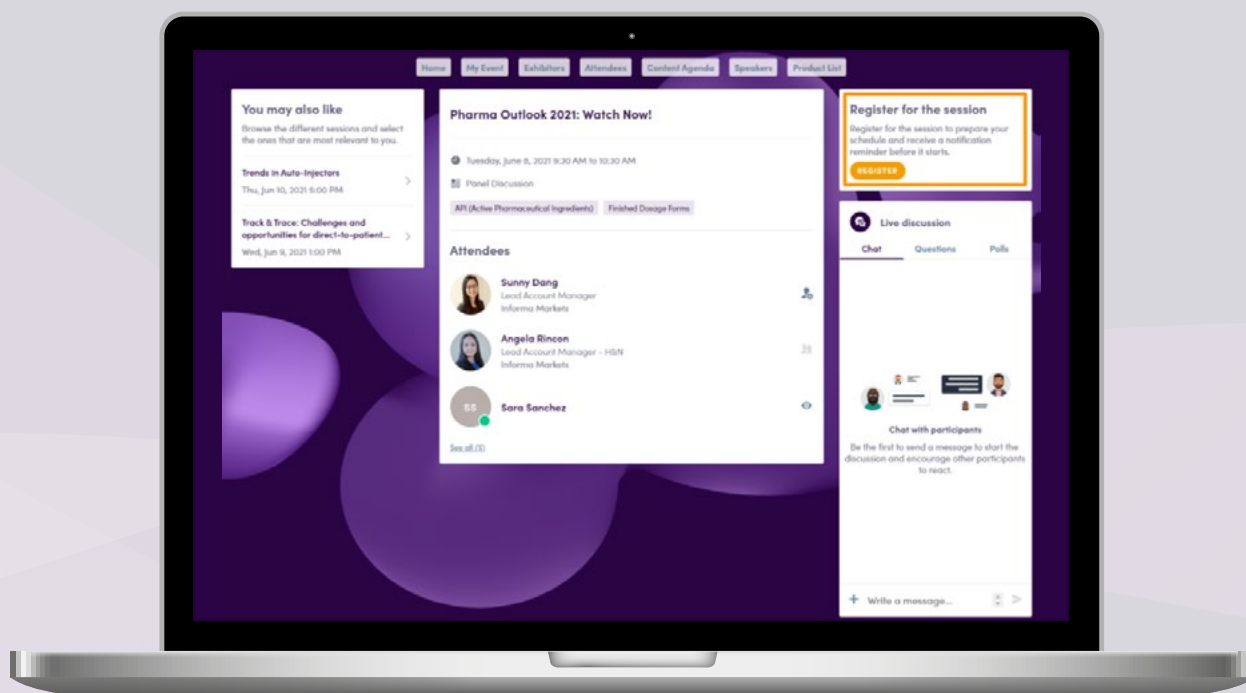 Home My Event Exhibitors Attendees Content Agenda Speakers Product List
You may also like
Browse the different sessions and select
the ones that are most relevant to you.
Trends in Auto-Injectors
Thu, Jun 10, 2021 6:00 PM
Track & Trace: Challenges and
opportunities for direct-to-patient...
Wed, Jun 9, 2021 1:00 PM
Pharma Outlook 2021: Watch Now!
Tuesday, June 8, 2021 9:30 AM to 10:30 AM
Panel Discussion
API (Active Pharmaceutical Ingredients) Finished Dosage Forms
Attendees
Sunny Dang
Lead Account Manager
Informa Markets
Angela Rincon
Lead Account Manager - H&N
Informa Markets
SS
Sara Sanchez
See all (5)
Register for the session
Register for the session to prepare your
schedule and receive a notification
reminder before it starts.
REGISTER
Live discussion
Chat Questions Polls
Chat with participants
Be the first to send a message to start the
discussion and encourage other participants
to react.
Write a message...